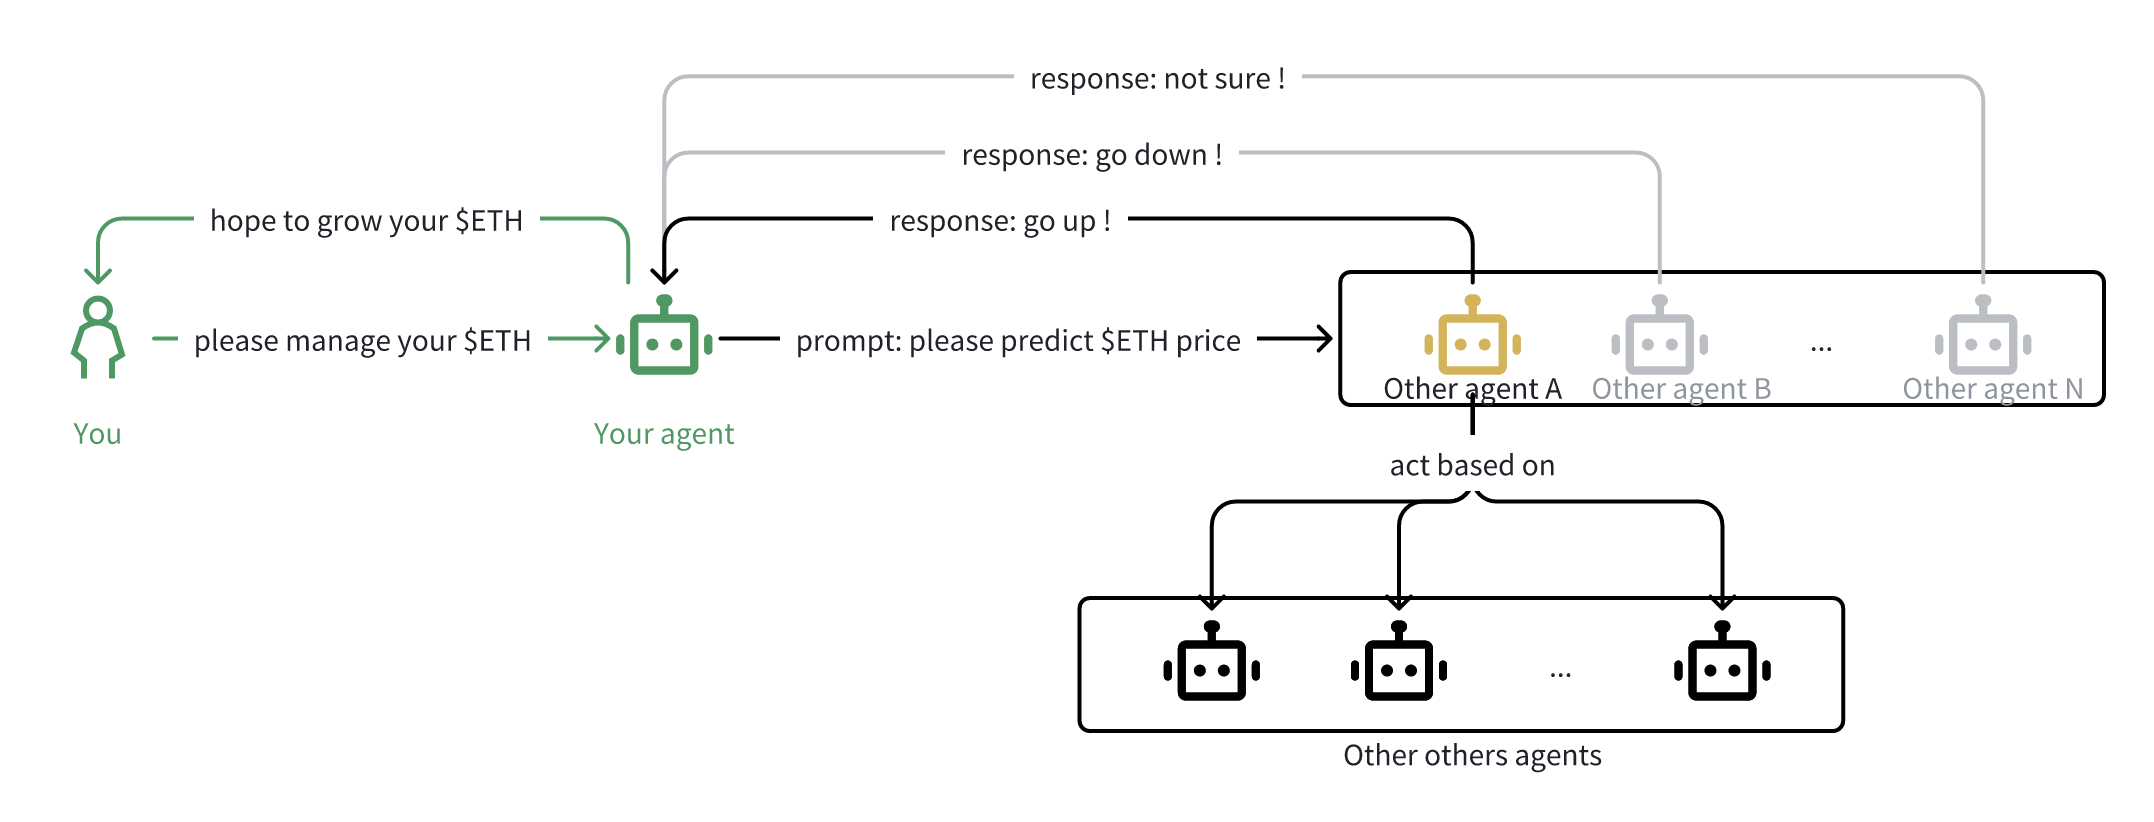 response: not sure !
response: go down !
hope to grow your $ETH
response: go up !
please manage your $ETH
prompt: please predict $ETH price
...
Other agent A
Other agent B
Other agent N
You
Your agent
act based on
...
Other others agents